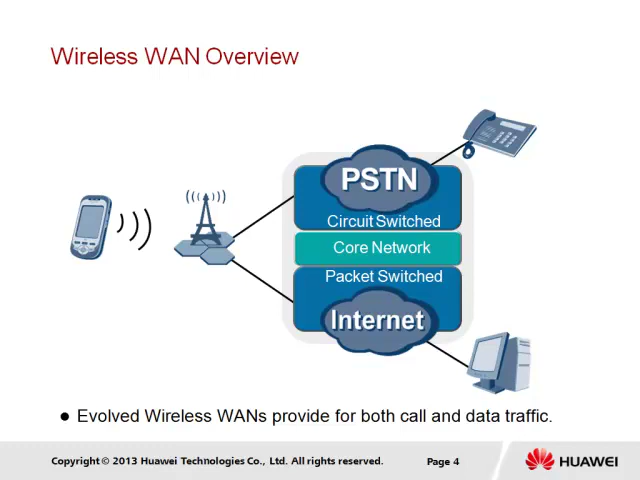 Wireless WAN Overview
PSTN
Circuit Switched
Core Network
Packet Switched
Internet
● Evolved Wireless WANs provide for both call and data traffic.
Copyright © 2013 Huawei Technologies Co., Ltd. All rights reserved.
Page 4
HUAWEI